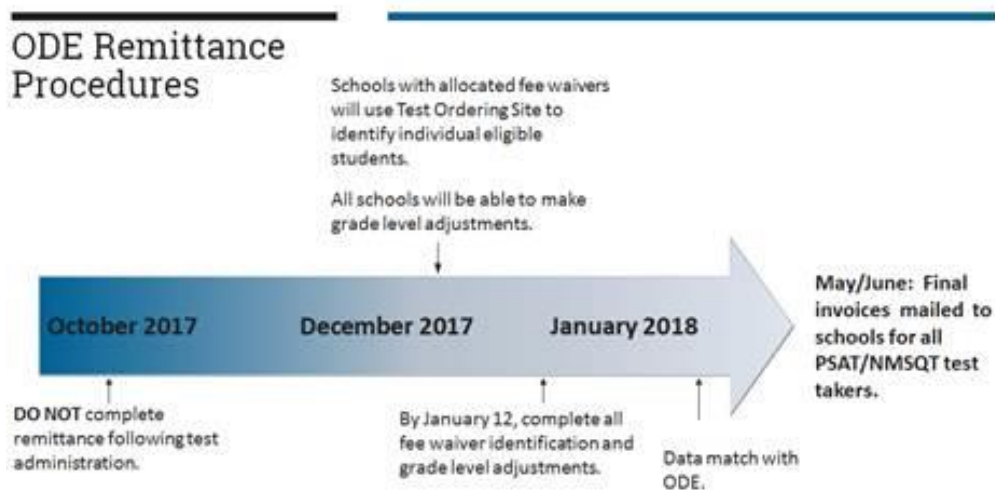 ODE Remittance
Procedures
Schools with allocated fee waivers
will use Test Ordering Site to
identify individual eligible
students.
All schools will be able to make
grade level adjustments.
October 2017
December 2017
January 2018
May/June: Final
invoices mailed to
schools for all
PSAT/NMSQT test
takers.
DO NOT complete
remittance following test
administration.
By January 12, complete all
fee waiver identification and
grade level adjustments.
Data match with
ODE.